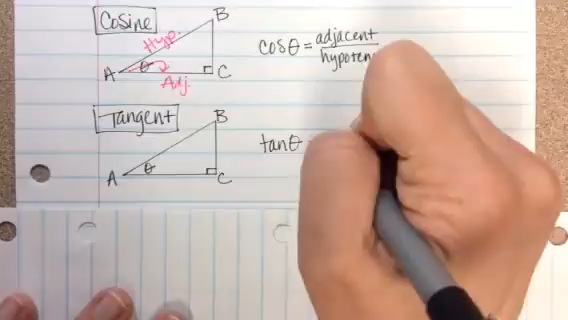 Cosine
B
Hyp.
θ
A
C
Adj.
cosθ = adjacent
Tangent
B
θ
A
C
tanθ